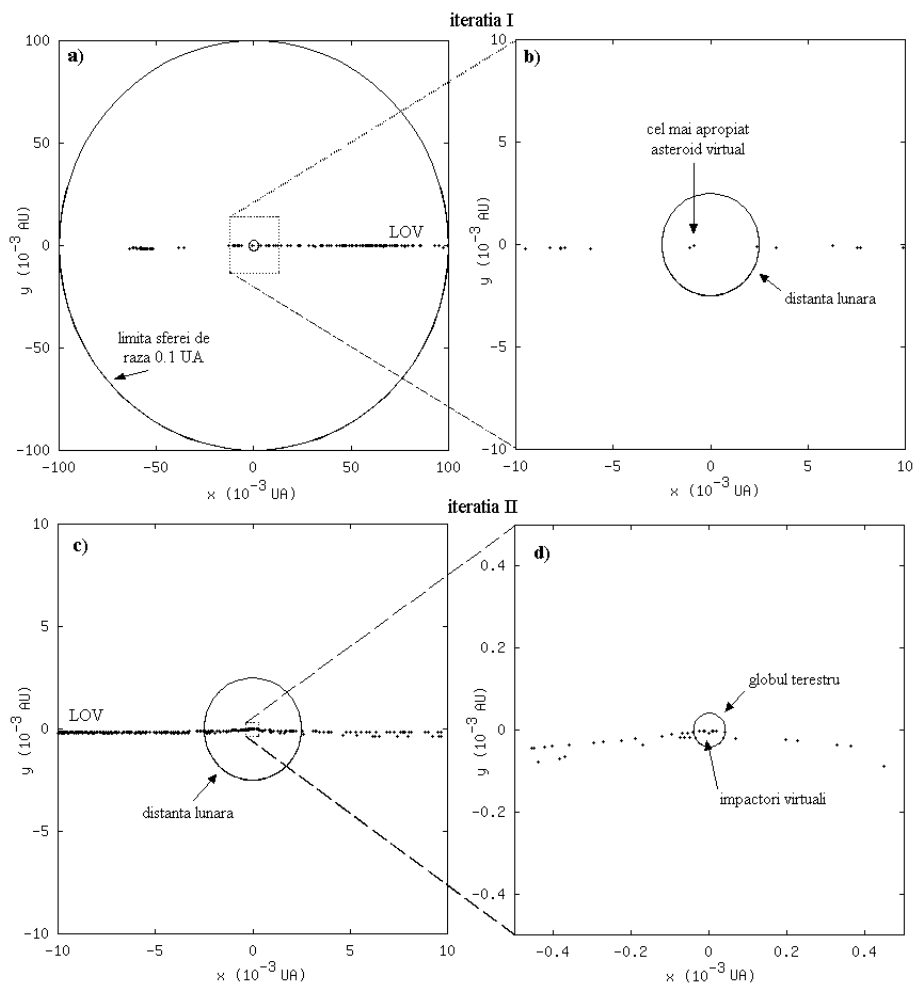 iteratia I
a)
100
50
0
-50
-100
y (10^-3 AU)
LOV
limita sferei de
raza 0.1 UA
-100 -50 0 50 100
x (10^-3 UA)
b)
10
5
0
-5
-10
y (10^-3 AU)
cel mai apropiat
asteroid virtual
distanta lunara
-10 -5 0 5 10
x (10^-3 UA)
iteratia II
c)
10
5
0
-5
-10
y (10^-3 AU)
LOV
distanta lunara
-10 -5 0 5 10
x (10^-3 UA)
d)
0.4
0.2
0
-0.2
-0.4
y (10^-3 AU)
globul terestru
impactori virtuali
-0.4 -0.2 0 0.2 0.4
x (10^-3 UA)